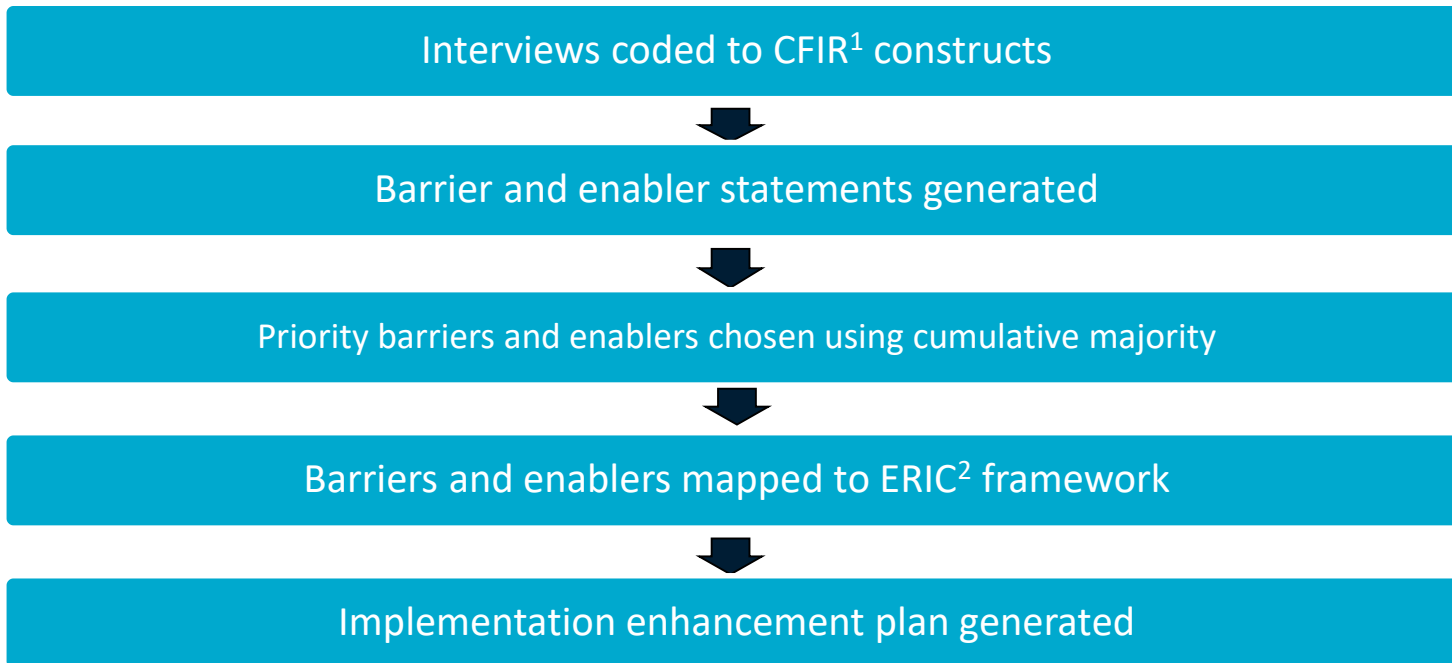 Interviews coded to CFIR¹ constructs
Barrier and enabler statements generated
Priority barriers and enablers chosen using cumulative majority
Barriers and enablers mapped to ERIC² framework
Implementation enhancement plan generated